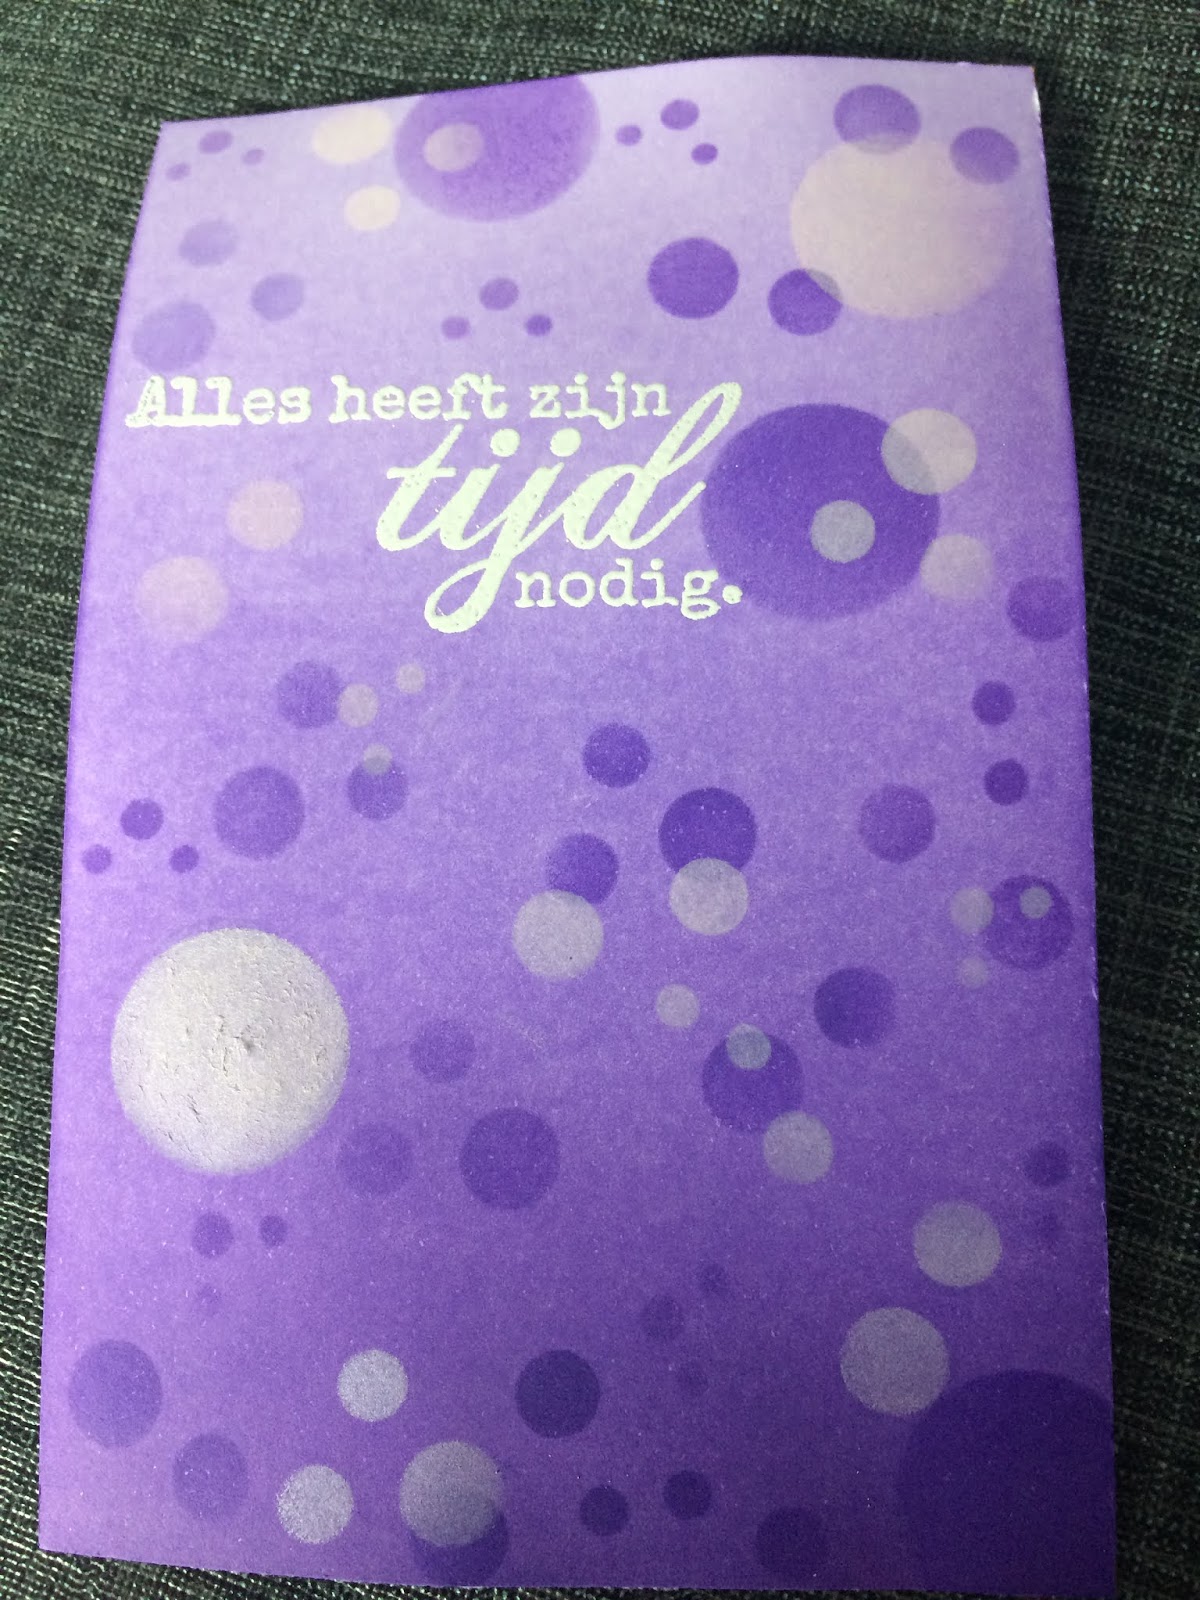 Alles heeft zijn
tijd
nodig.